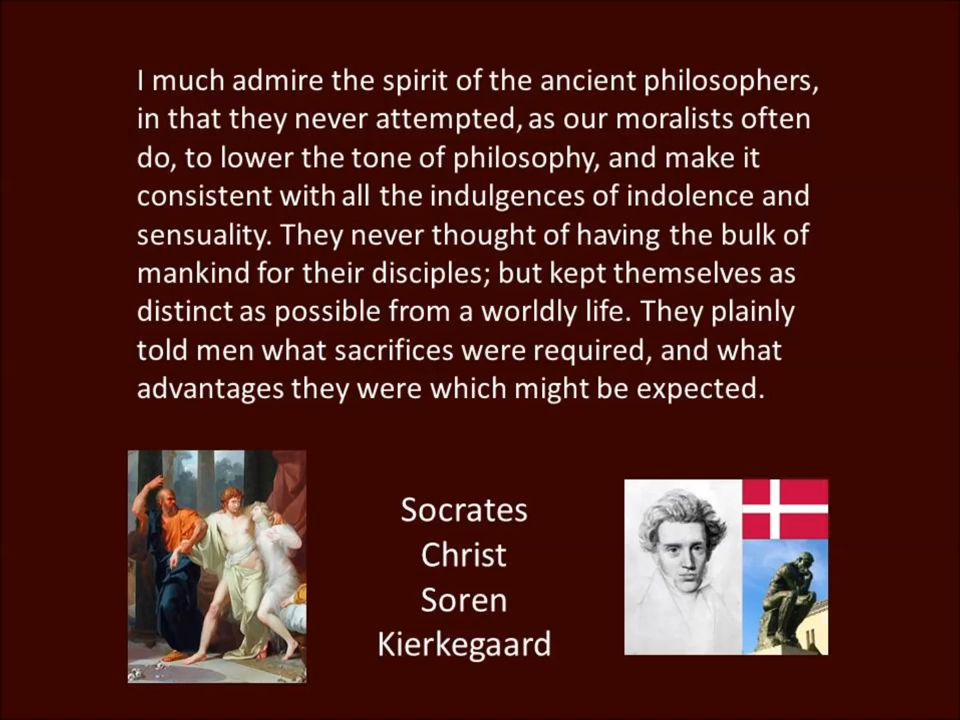 I much admire the spirit of the ancient philosophers,
in that they never attempted, as our moralists often
do, to lower the tone of philosophy, and make it
consistent with all the indulgences of indolence and
sensuality. They never thought of having the bulk of
mankind for their disciples; but kept themselves as
distinct as possible from a worldly life. They plainly
told men what sacrifices were required, and what
advantages they were which might be expected.
Socrates
Christ
Soren
Kierkegaard